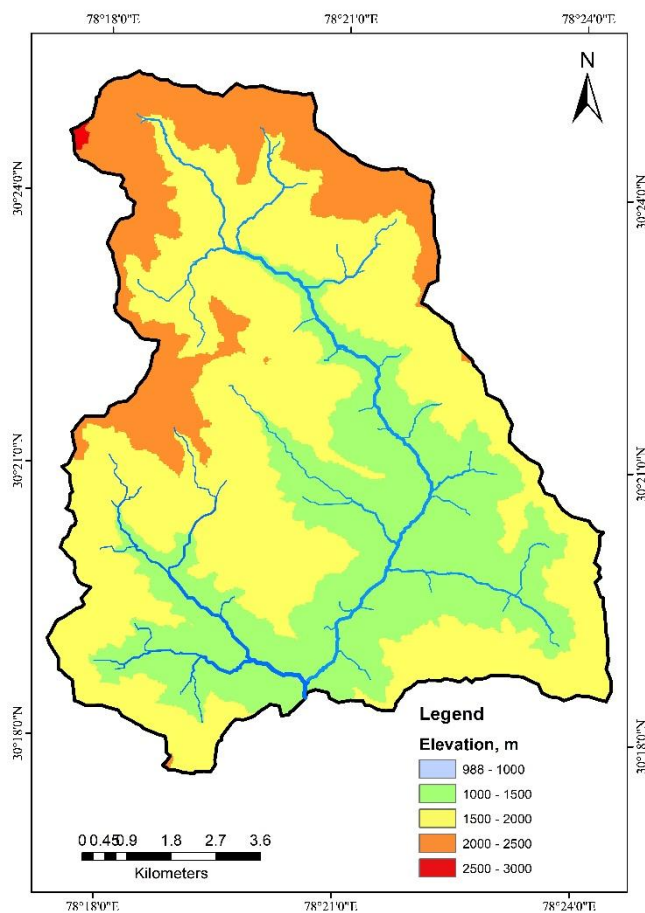 78°18'0"E 78°21'0"E 78°24'0"E
N
30°24'0"N 30°24'0"N
30°21'0"N 30°21'0"N
30°18'0"N 30°18'0"N
Legend
Elevation, m
988 - 1000
1000 - 1500
1500 - 2000
2000 - 2500
2500 - 3000
0 0.45 0.9 1.8 2.7 3.6
Kilometers
78°18'0"E 78°21'0"E 78°24'0"E